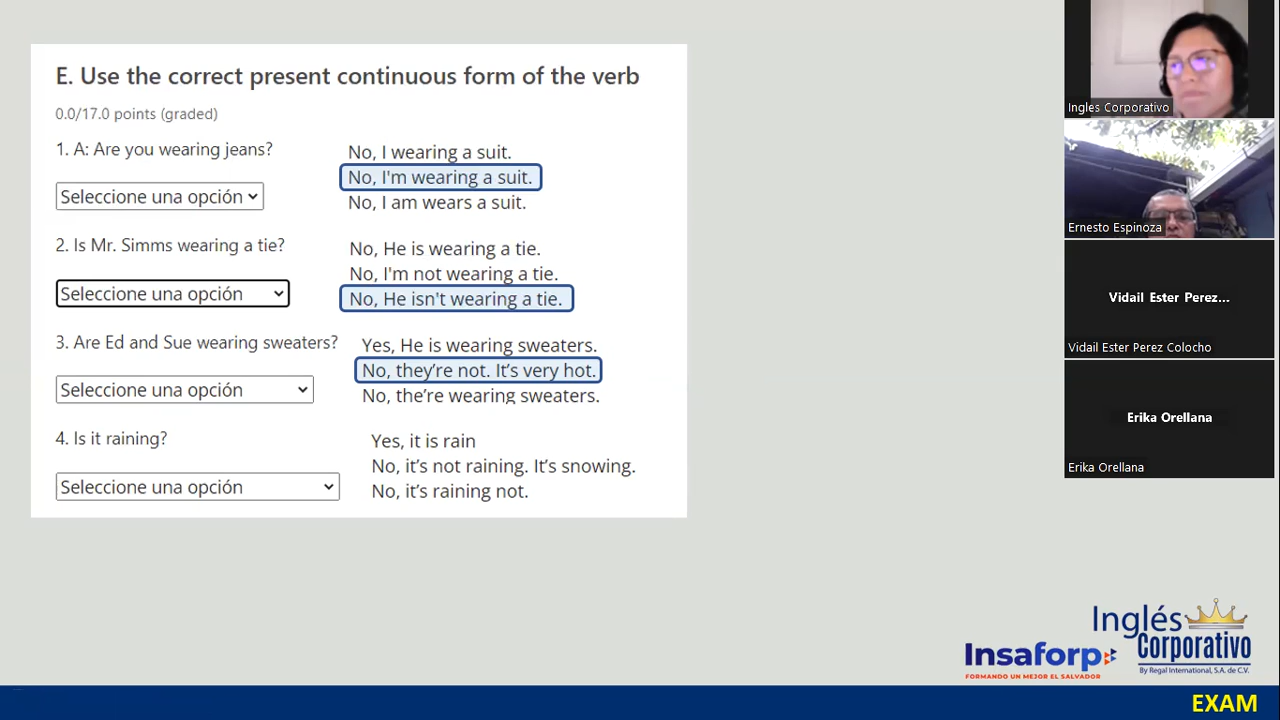 E. Use the correct present continuous form of the verb
0.0/17.0 points (graded)
1. A: Are you wearing jeans?
Seleccione una opción
No, I wearing a suit.
No, I'm wearing a suit.
No, I am wears a suit.
2. Is Mr. Simms wearing a tie?
Seleccione una opción
No, He is wearing a tie.
No, I'm not wearing a tie.
No, He isn't wearing a tie.
3. Are Ed and Sue wearing sweaters?
Seleccione una opción
Yes, He is wearing sweaters.
No, they’re not. It’s very hot.
No, the’re wearing sweaters.
4. Is it raining?
Seleccione una opción
Yes, it is rain
No, it’s not raining. It’s snowing.
No, it’s raining not.
Ingles Corporativo
Ernesto Espinoza
Vidail Ester Perez...
Vidail Ester Perez Colocho
Erika Orellana
Erika Orellana
Insaforp
FORMANDO UN MEJOR EL SALVADOR
Inglés
Corporativo
By Regal International, S.A. de C.V.
EXAM